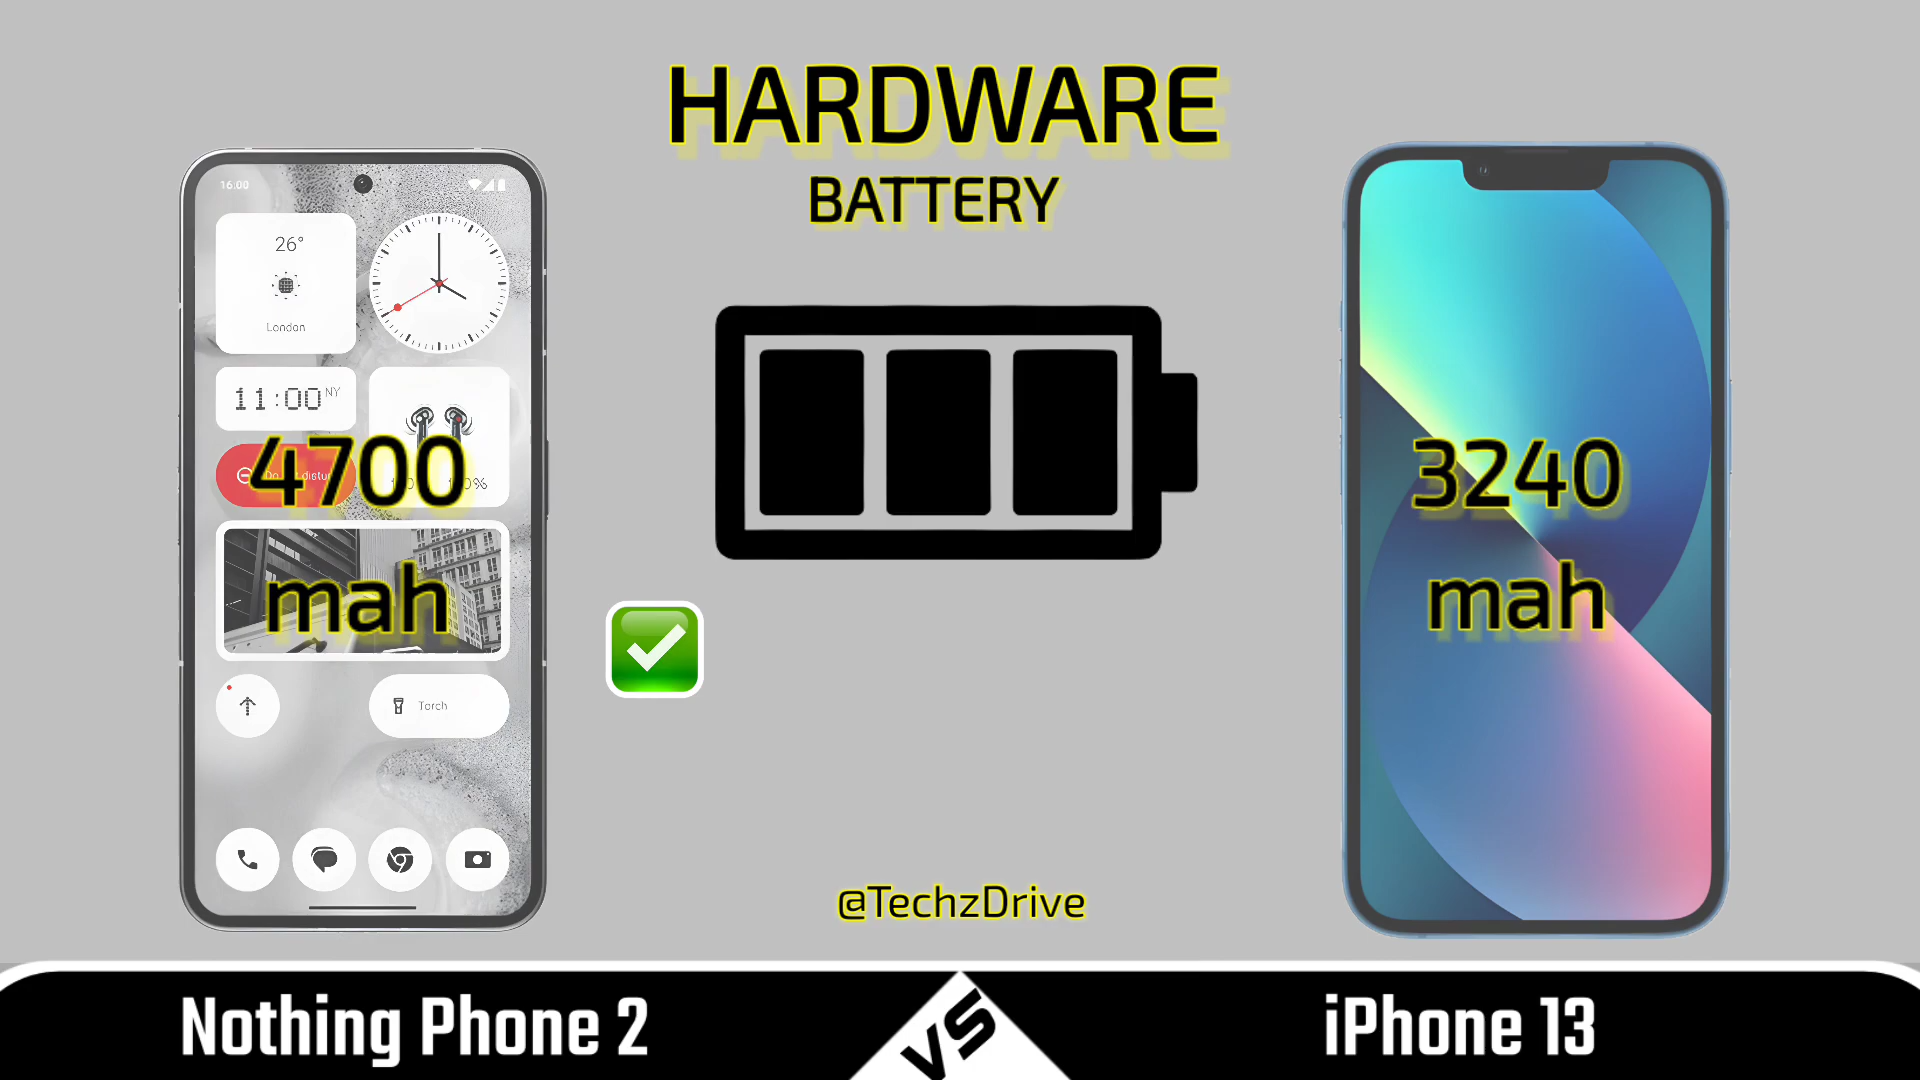 HARDWARE
BATTERY
16.00
26°
London
11:00 NY
4700
mah
Torch
3240
mah
@TechzDrive
Nothing Phone 2
VS
iPhone 13